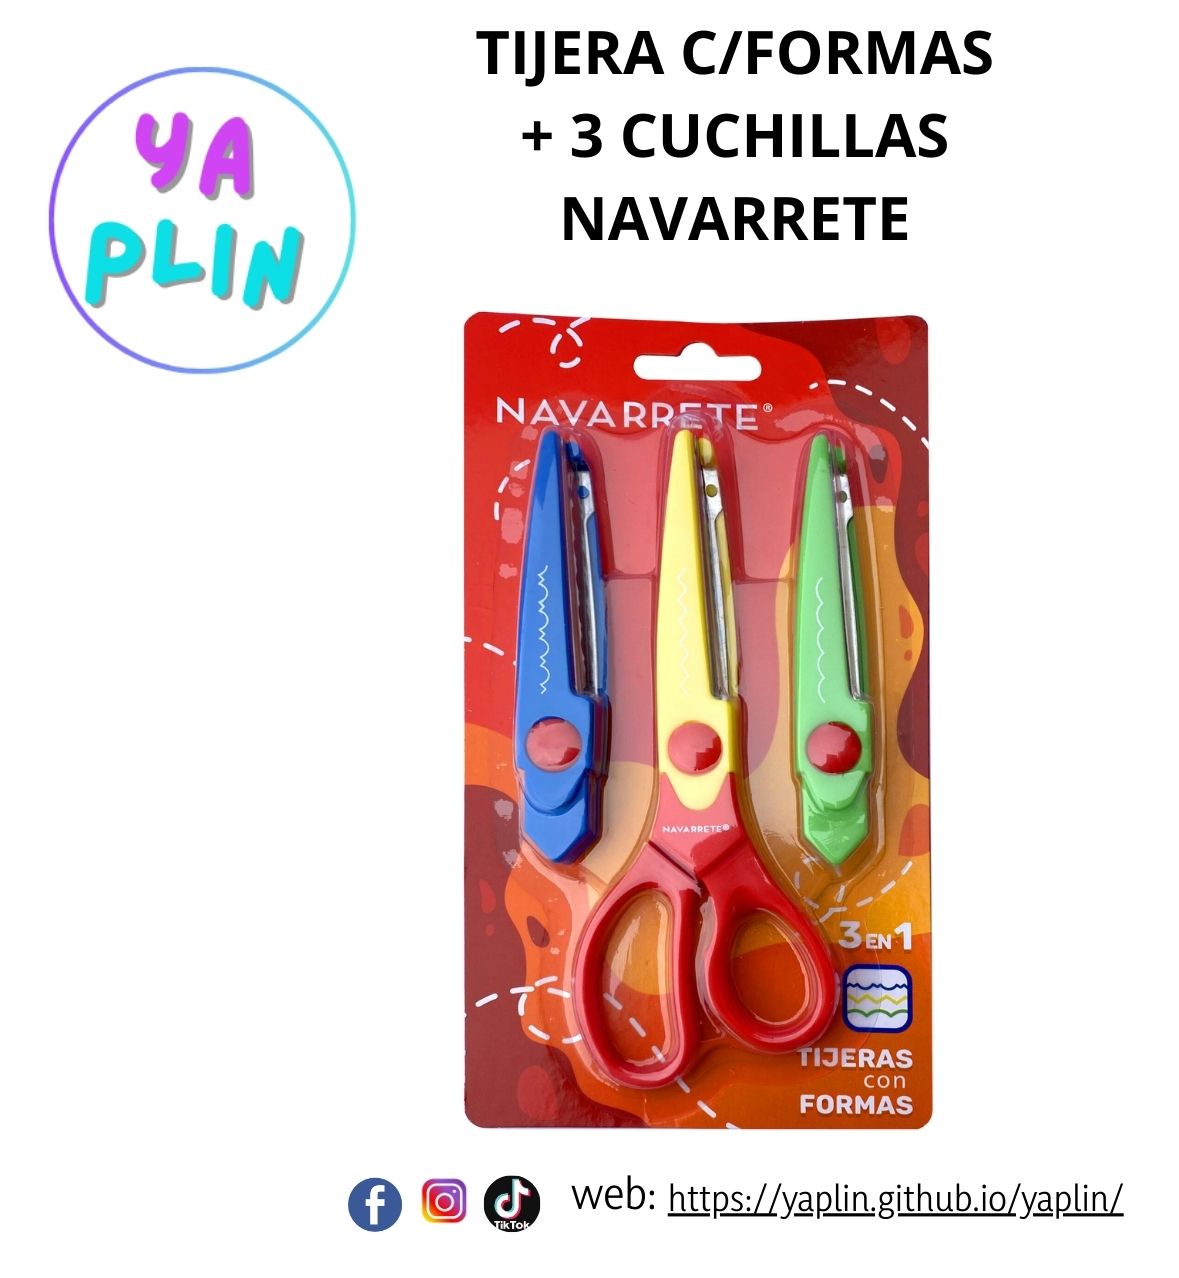 TIJERA C/FORMAS
+ 3 CUCHILLAS
NAVARRETE
YA
PLIN
NAVARRETE®
NAVARRETE®
3 EN 1
TIJERAS
con
FORMAS
TikTok
web: https://yaplin.github.io/yaplin/